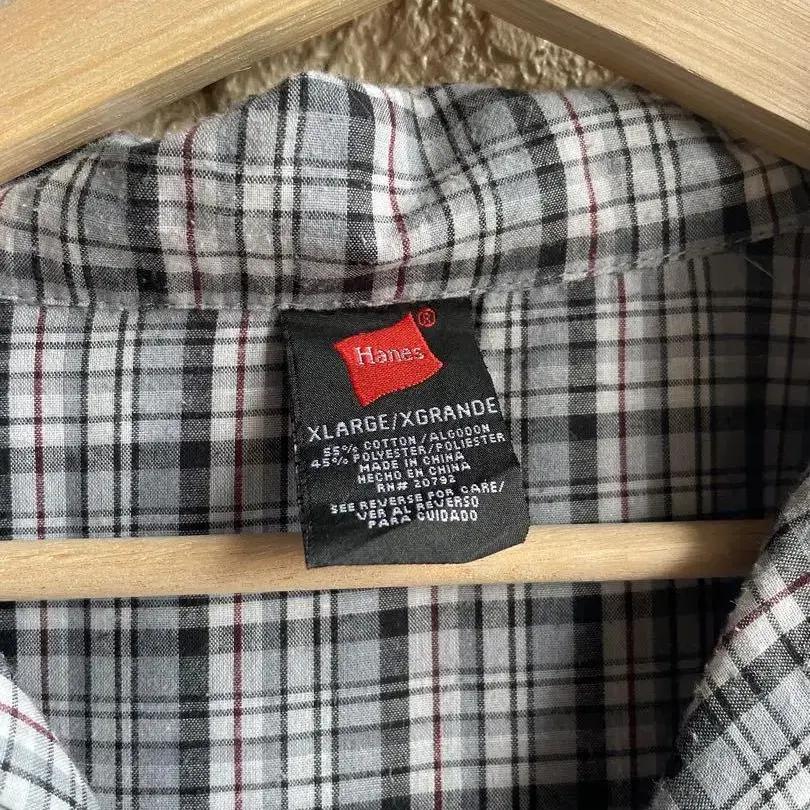 Hanes®
XLARGE/XGRANDE
55% COTTON/ALGODON
45% POLYESTER/POLIESTER
MADE IN CHINA
HECHO EN CHINA
RN# 20792
SEE REVERSE FOR CARE/
VER AL REVERSO
PARA CUIDADO